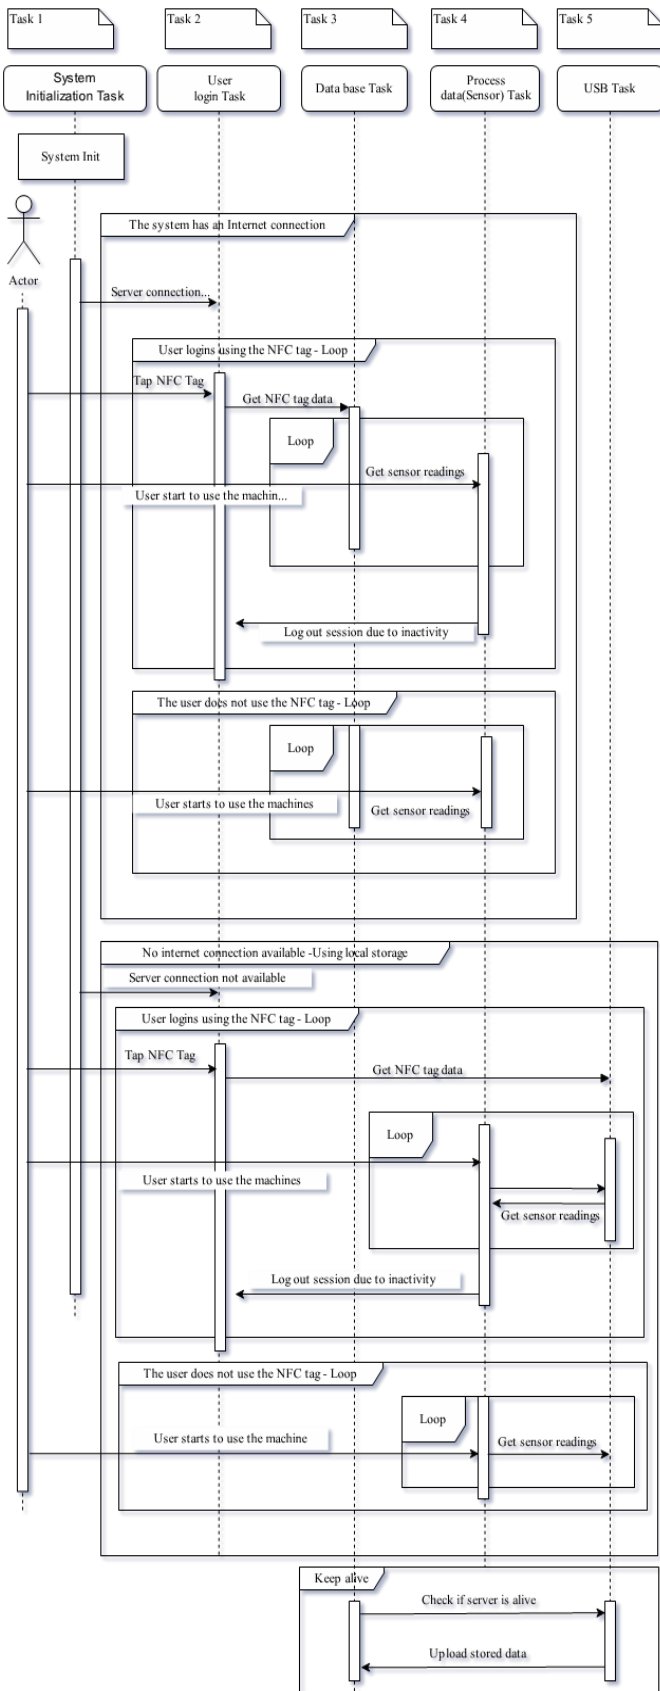 Task 1
Task 2
Task 3
Task 4
Task 5
System
Initialization Task
User
login Task
Data base Task
Process
data(Sensor) Task
USB Task
System Init
Actor
The system has an Internet connection
Server connection...
User logins using the NFC tag - Loop
Tap NFC Tag
Get NFC tag data
Loop
Get sensor readings
User start to use the machin...
Log out session due to inactivity
The user does not use the NFC tag - Loop
Loop
User starts to use the machines
Get sensor readings
No internet connection available -Using local storage
Server connection not available
User logins using the NFC tag - Loop
Tap NFC Tag
Get NFC tag data
Loop
User starts to use the machines
Get sensor readings
Log out session due to inactivity
The user does not use the NFC tag - Loop
Loop
User starts to use the machine
Get sensor readings
Keep alive
Check if server is alive
Upload stored data